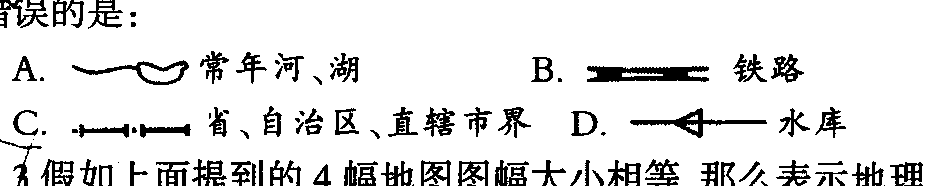 错误的是：
A. 常年河、湖 B. 铁路
C. 省、自治区、直辖市界 D. 水库
3 假如上面提到的4幅地图图幅大小相等，那么表示地理